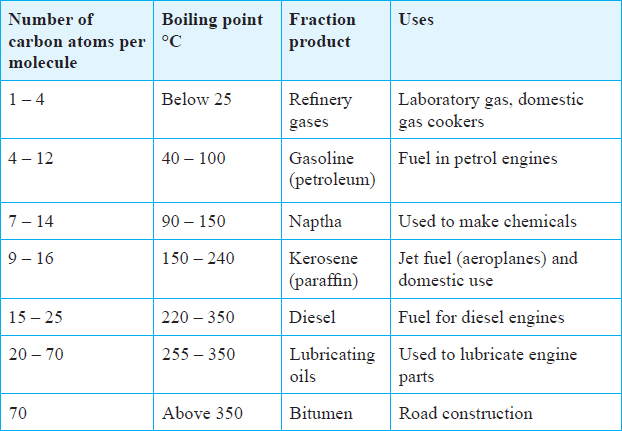 Number of carbon atoms per molecule | Boiling point °C | Fraction product | Uses
1 – 4 | Below 25 | Refinery gases | Laboratory gas, domestic gas cookers
4 – 12 | 40 – 100 | Gasoline (petroleum) | Fuel in petrol engines
7 – 14 | 90 – 150 | Naptha | Used to make chemicals
9 – 16 | 150 – 240 | Kerosene (paraffin) | Jet fuel (aeroplanes) and domestic use
15 – 25 | 220 – 350 | Diesel | Fuel for diesel engines
20 – 70 | 255 – 350 | Lubricating oils | Used to lubricate engine parts
70 | Above 350 | Bitumen | Road construction